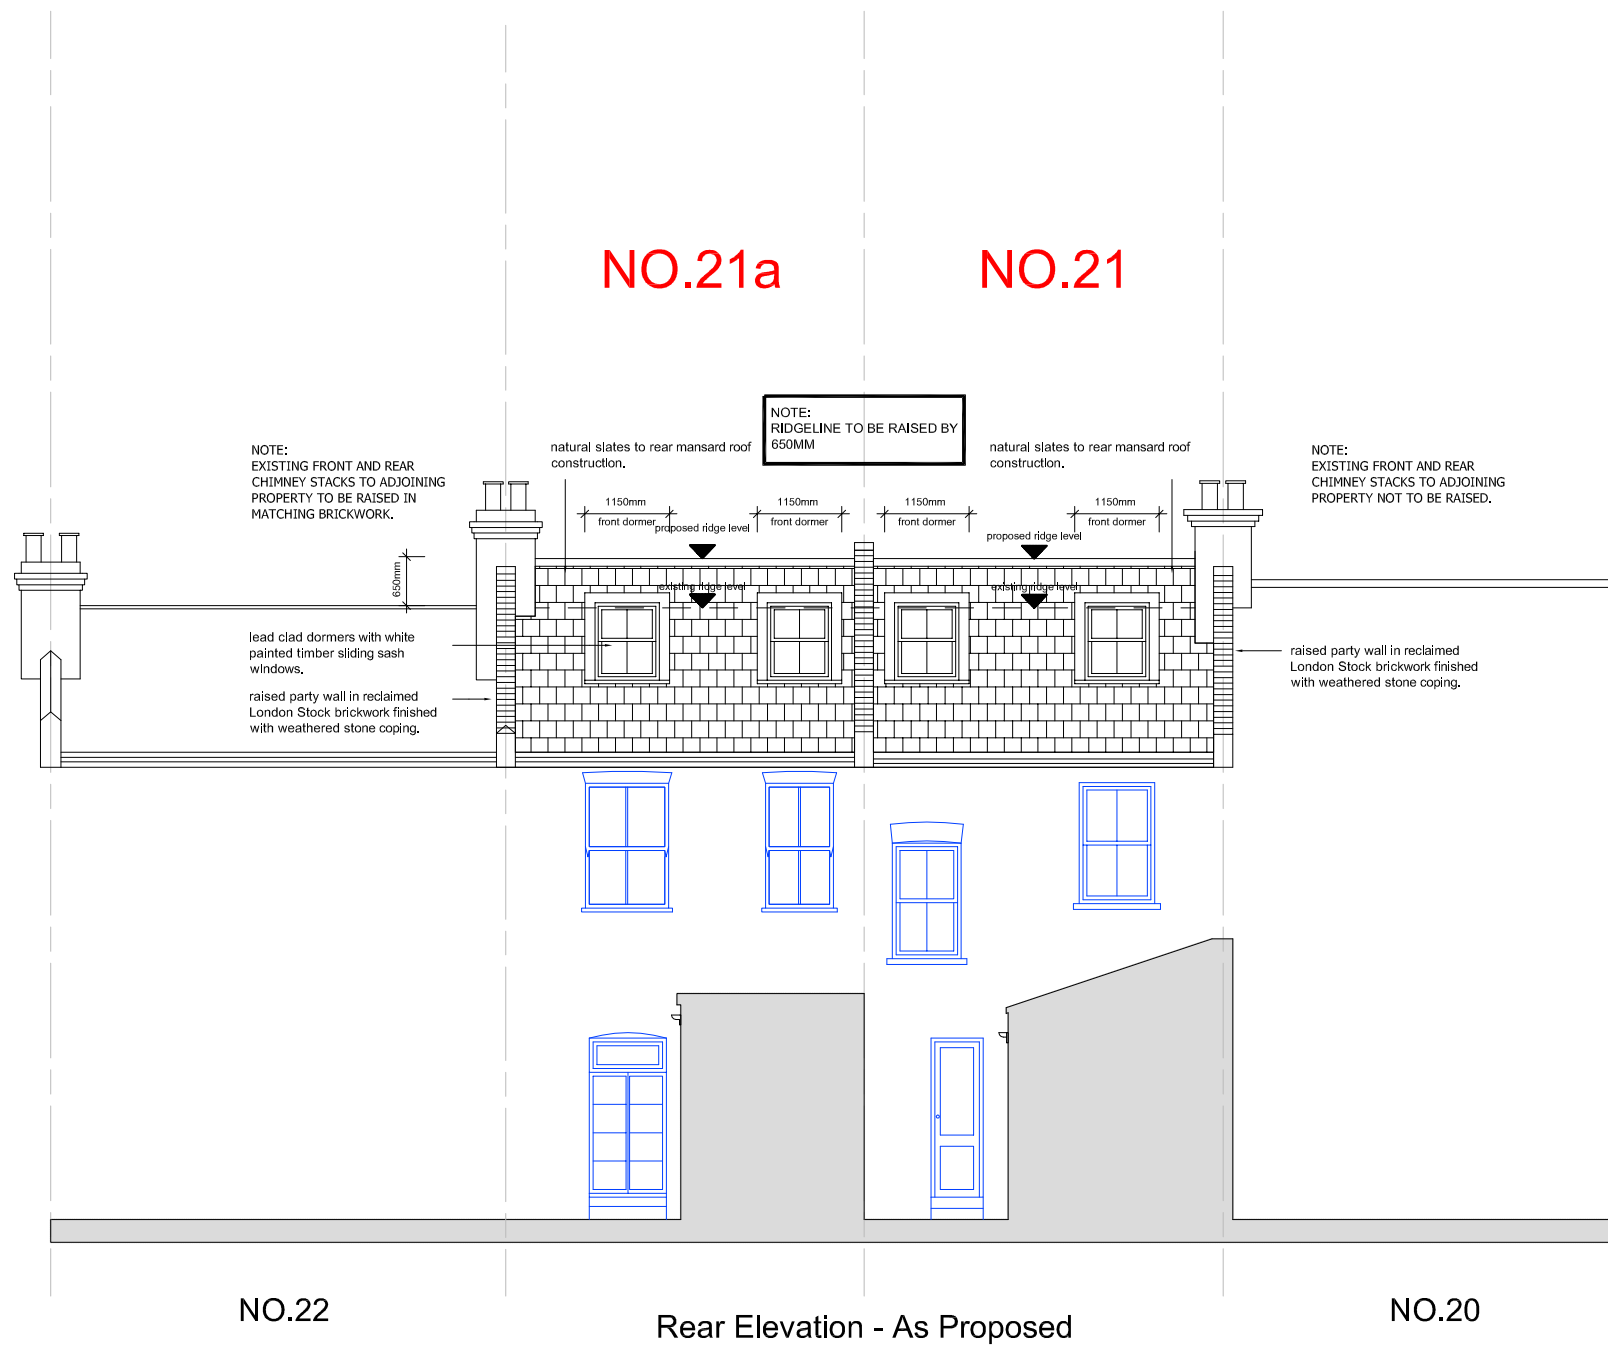 NO.21a
NO.21
NOTE:
RIDGELINE TO BE RAISED BY
650MM
NOTE:
EXISTING FRONT AND REAR
CHIMNEY STACKS TO ADJOINING
PROPERTY TO BE RAISED IN
MATCHING BRICKWORK.
natural slates to rear mansard roof
construction.
natural slates to rear mansard roof
construction.
NOTE:
EXISTING FRONT AND REAR
CHIMNEY STACKS TO ADJOINING
PROPERTY NOT TO BE RAISED.
1150mm
front dormer
1150mm
front dormer
1150mm
front dormer
1150mm
front dormer
proposed ridge level
proposed ridge level
650mm
existing ridge level
existing ridge level
lead clad dormers with white
painted timber sliding sash
windows.
raised party wall in reclaimed
London Stock brickwork finished
with weathered stone coping.
raised party wall in reclaimed
London Stock brickwork finished
with weathered stone coping.
NO.22
Rear Elevation - As Proposed
NO.20